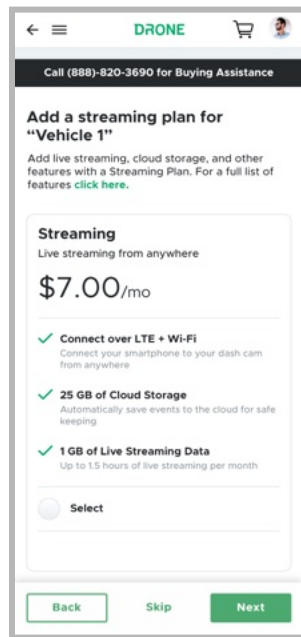 DRONE
Call (888)-820-3690 for Buying Assistance
Add a streaming plan for
“Vehicle 1”
Add live streaming, cloud storage, and other
features with a Streaming Plan. For a full list of
features click here.
Streaming
Live streaming from anywhere
$7.00/mo
Connect over LTE + Wi-Fi
Connect your smartphone to your dash cam
from anywhere
25 GB of Cloud Storage
Automatically save events to the cloud for safe
keeping
1 GB of Live Streaming Data
Up to 1.5 hours of live streaming per month
Select
Back Skip Next